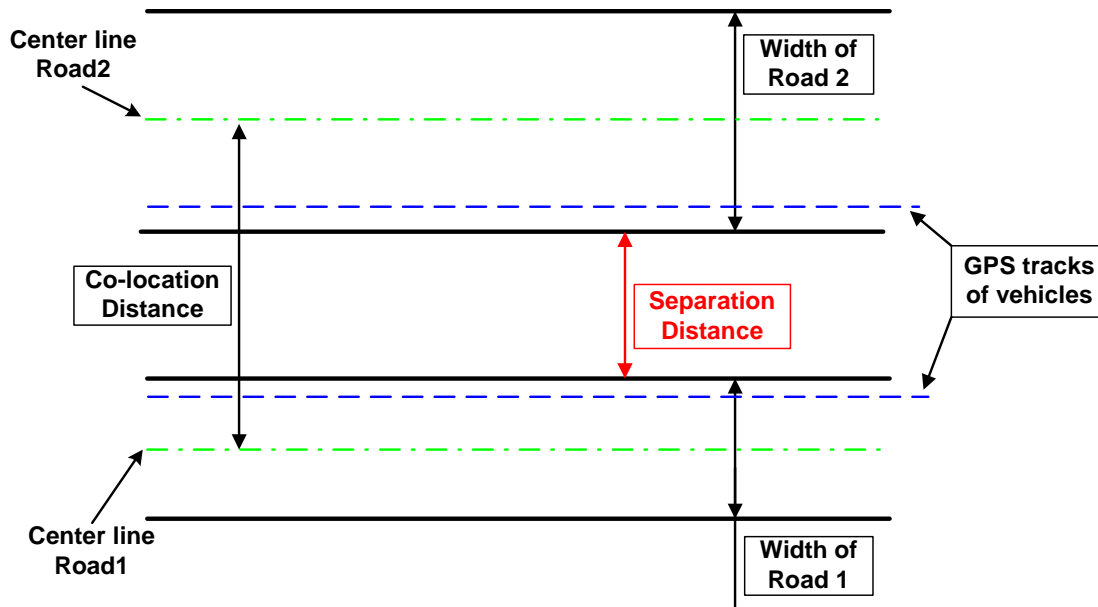 Center line
Road2
Width of
Road 2
Co-location
Distance
Separation
Distance
GPS tracks
of vehicles
Center line
Road1
Width of
Road 1